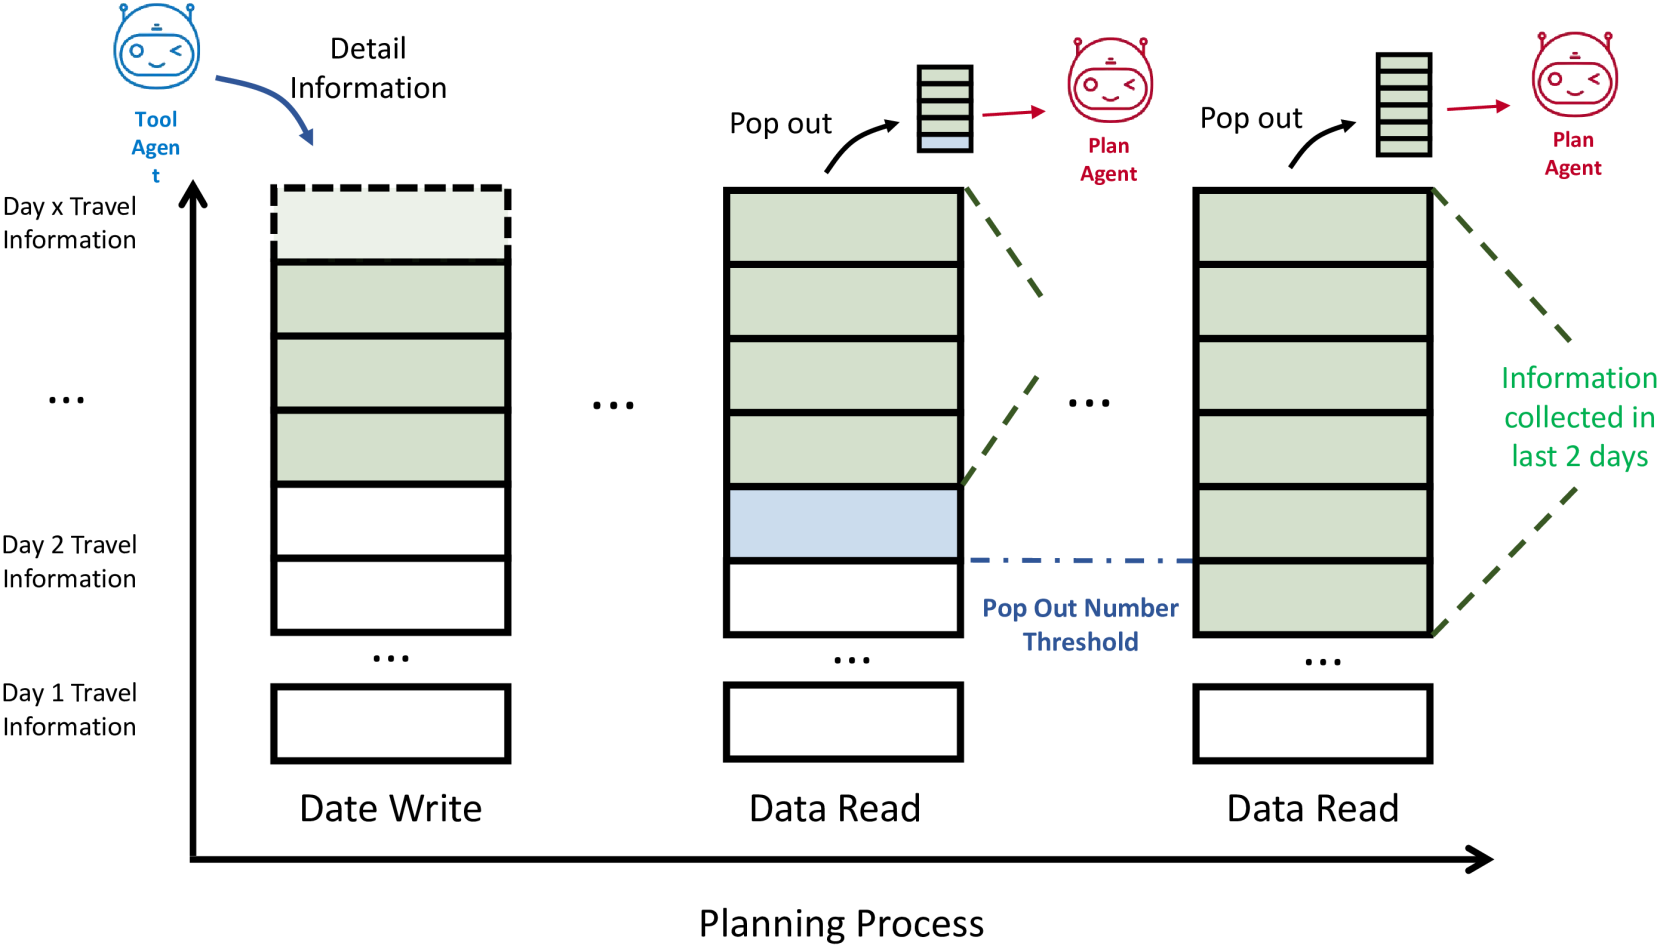 Detail
Information
Tool
Agen
t
Pop out
Plan
Agent
Pop out
Plan
Agent
Day x Travel
Information
...
Day 2 Travel
Information
...
Day 1 Travel
Information
...
...
...
...
Information
collected in
last 2 days
Pop Out Number
Threshold
...
Date Write
Data Read
Data Read
Planning Process